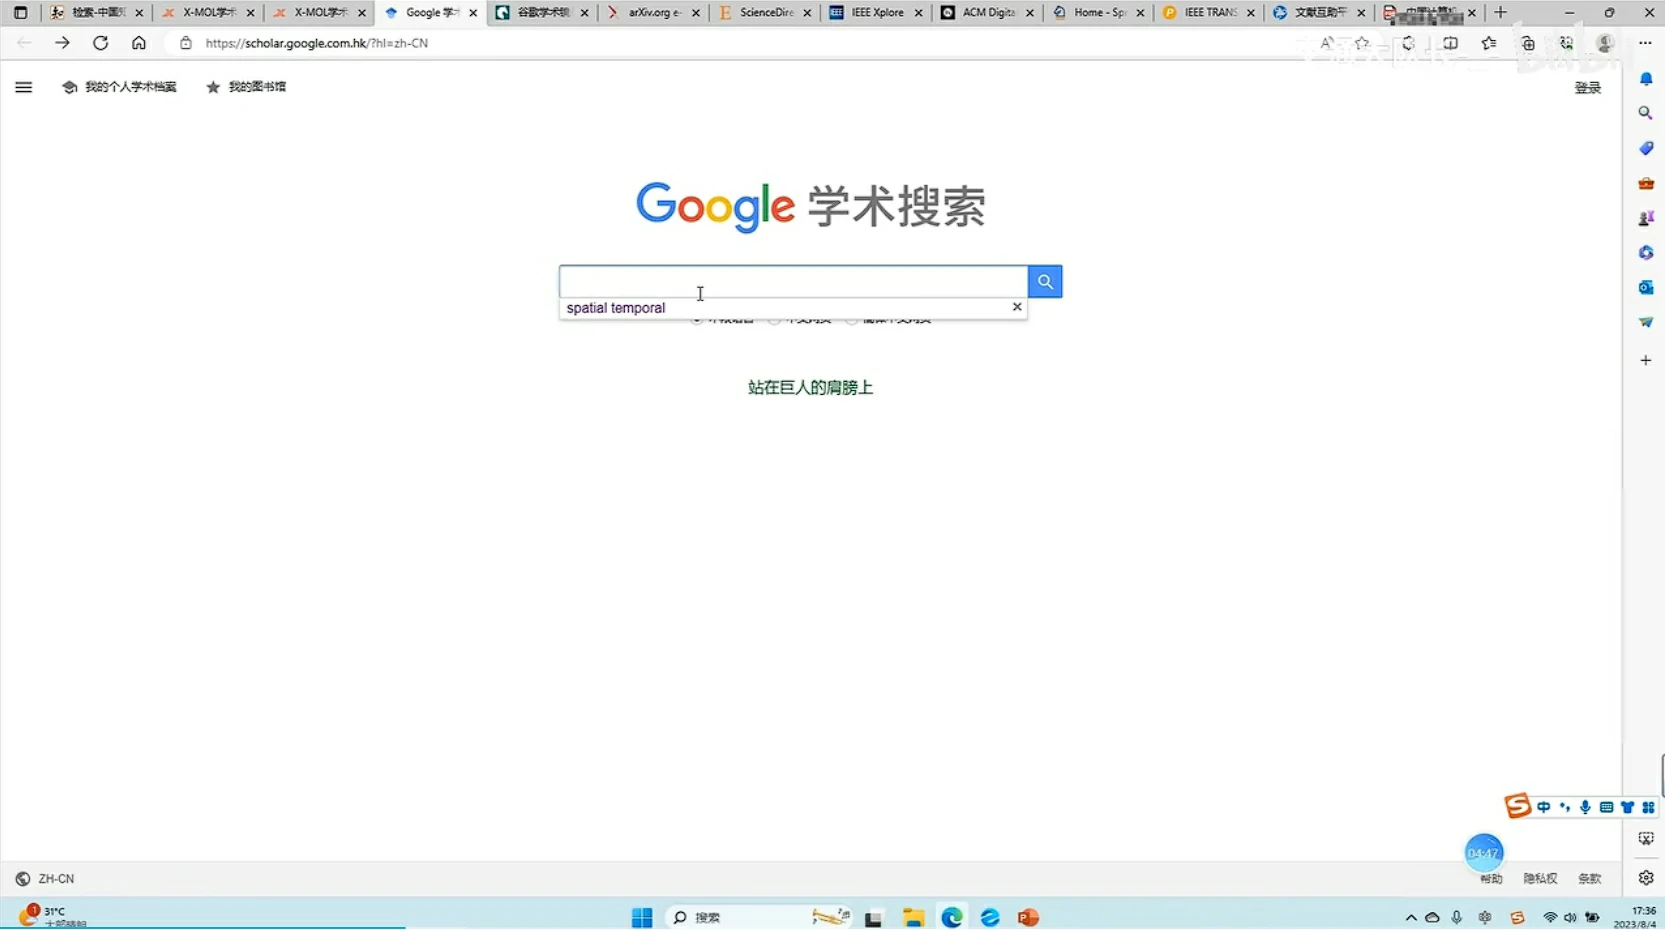 检索-中国知
X-MOL学术
X-MOL学术
Google 学术
谷歌学术镜
arXiv.org e-
ScienceDire
IEEE Xplore
ACM Digita
Home - Spr
IEEE TRANS
文献互助平
https://scholar.google.com.hk/?hl=zh-CN
我的个人学术档案
我的图书馆
登录
Google 学术搜索
spatial temporal
站在巨人的肩膀上
中
04:47
ZH-CN
帮助
隐私权
条款
1
31°C
大部晴朗
搜索
17:36
2023/8/4